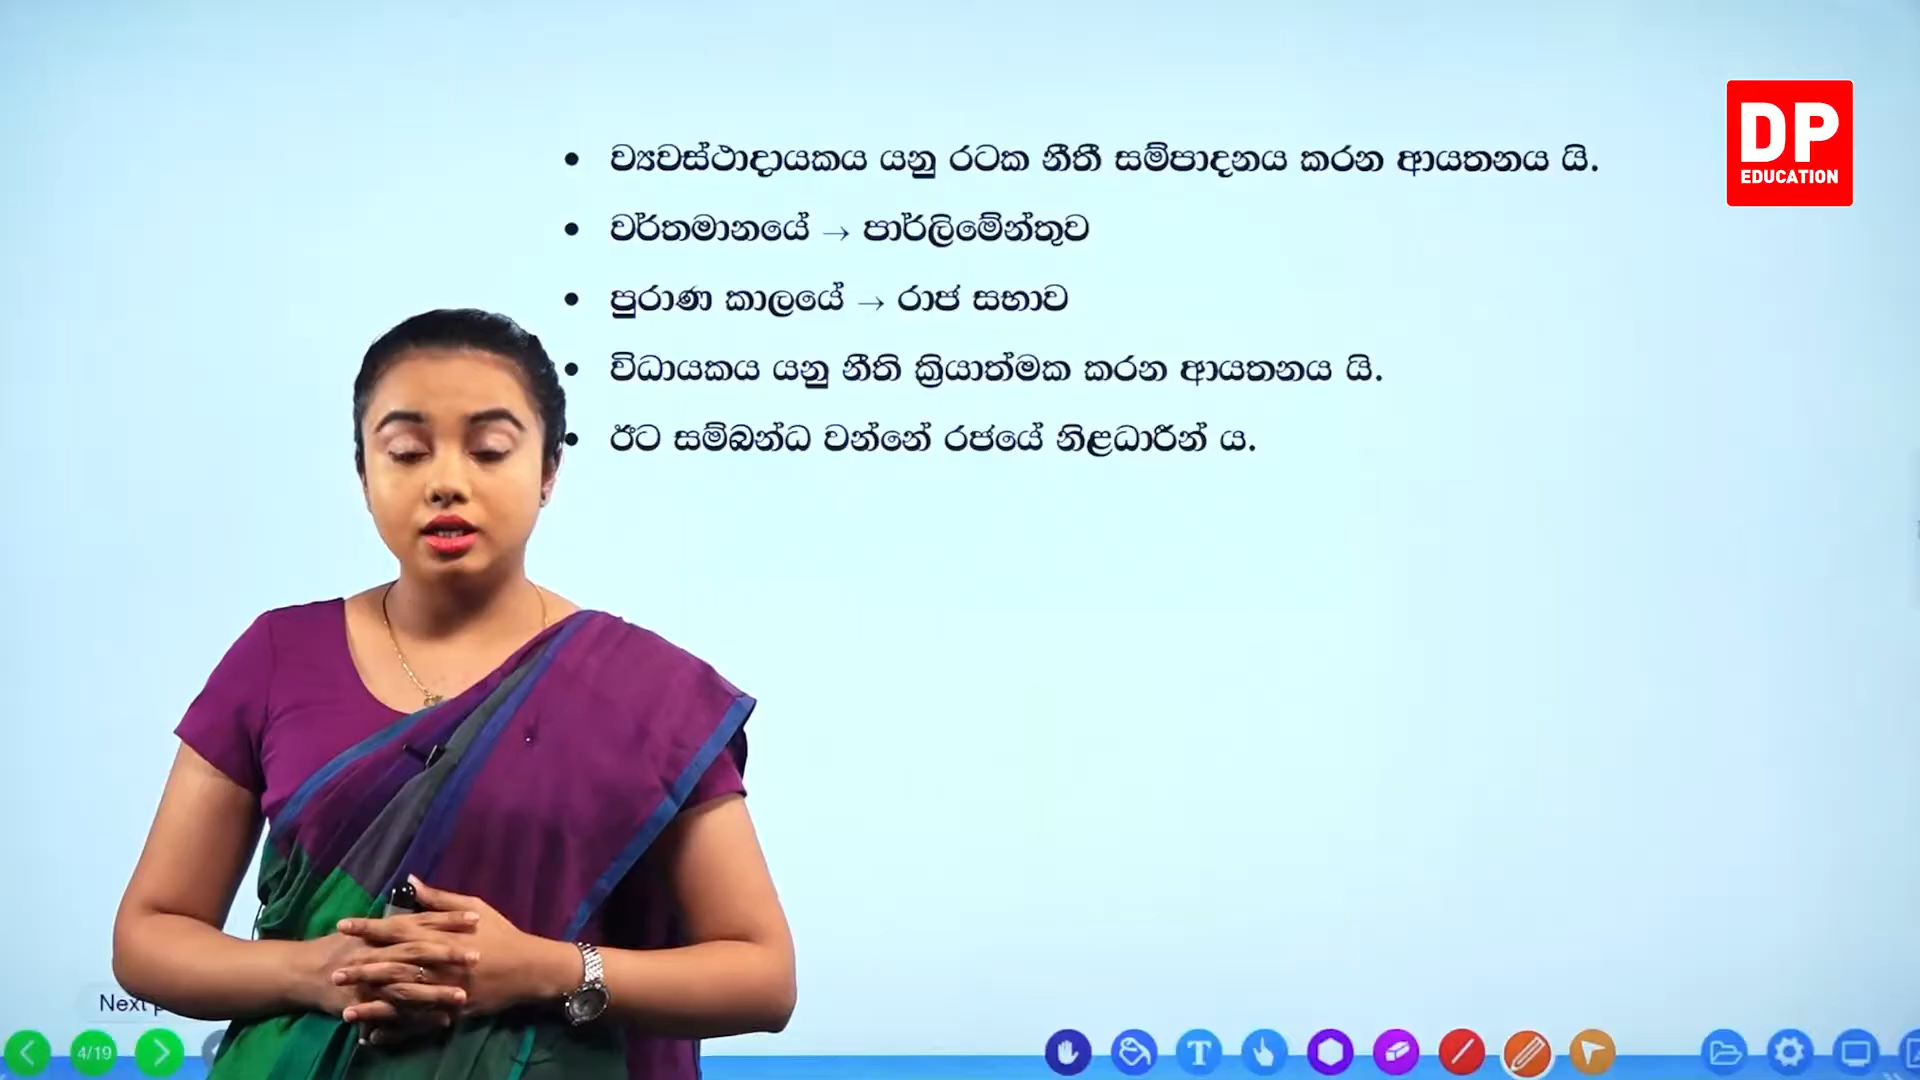 DP
EDUCATION
• ව්‍යවස්ථාදායකය යනු රටක නීතී සම්පාදනය කරන ආයතනය යි.
• වර්තමානයේ → පාර්ලිමේන්තුව
• පුරාණ කාලයේ → රාජ සභාව
• විධායකය යනු නීති ක්‍රියාත්මක කරන ආයතනය යි.
• ඊට සම්බන්ධ වන්නේ රජයේ නිළධාරීන් ය.
Next
4/19
T